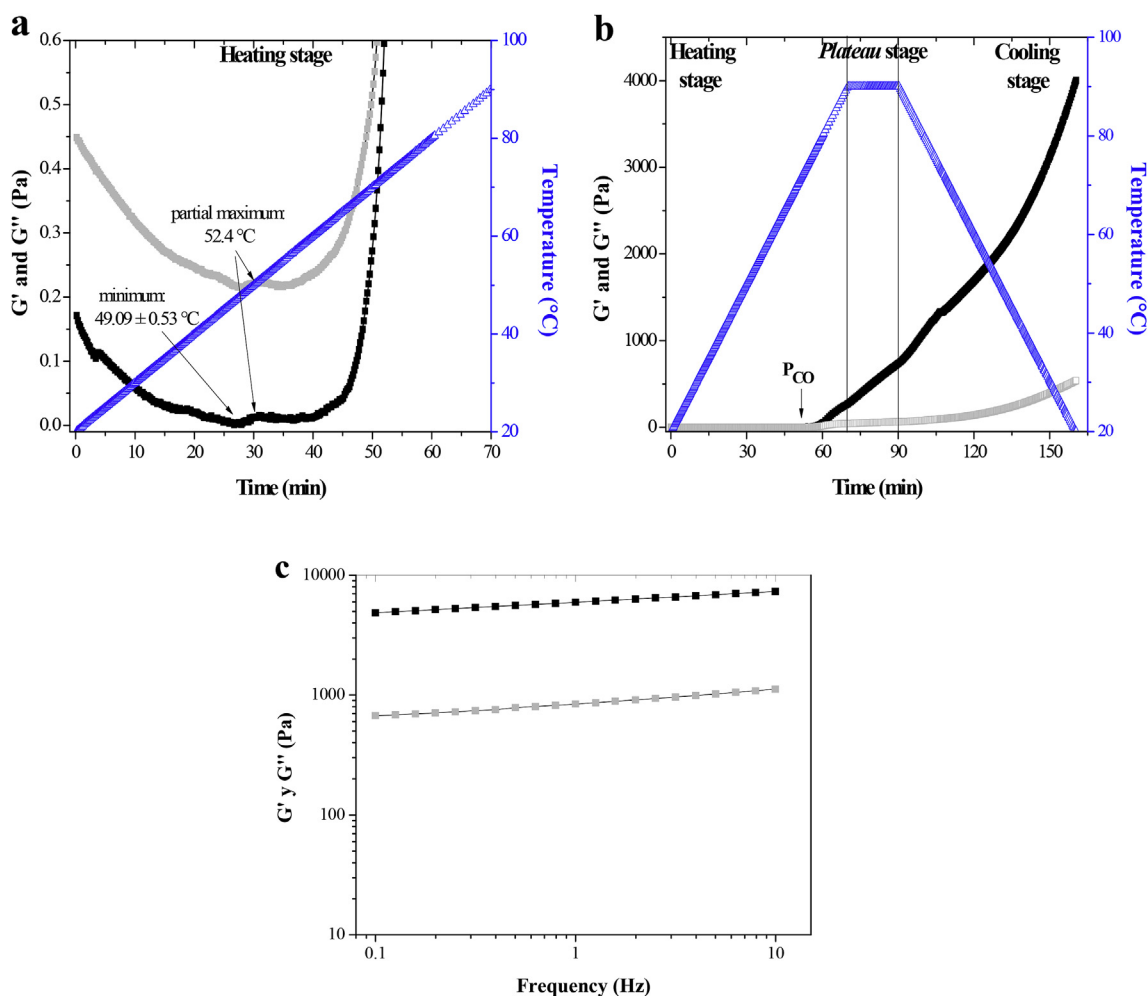 a
Heating stage
0.6
0.5
0.4
0.3
0.2
0.1
0.0
G' and G'' (Pa)
partial maximum:
52.4 °C
minimum:
49.09 ± 0.53 °C
100
80
60
40
20
Temperature (°C)
0 10 20 30 40 50 60 70
Time (min)
b
Heating
stage
Plateau stage
Cooling
stage
4000
3000
2000
1000
0
G' and G'' (Pa)
PCO
100
80
60
40
20
Temperature (°C)
0 30 60 90 120 150
Time (min)
c
10000
1000
100
10
G' y G'' (Pa)
0.1 1 10
Frequency (Hz)